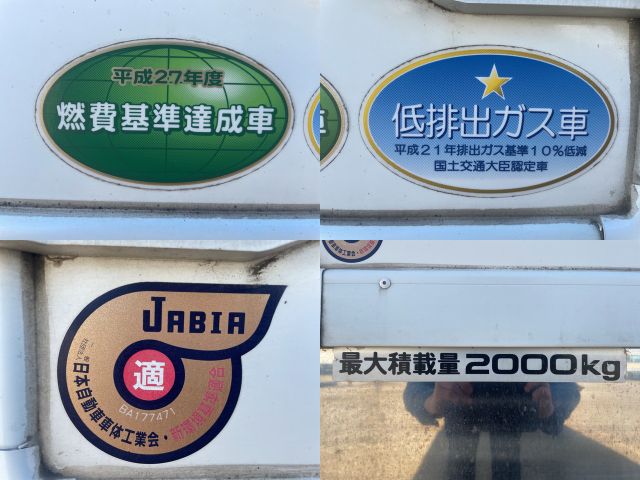 平成27年度
燃費基準達成車
低排出ガス車
平成21年排出ガス基準10%低減
国土交通大臣認定車
JABIA
適
BA177471
日本自動車車体工業会・
最大積載量 2000kg